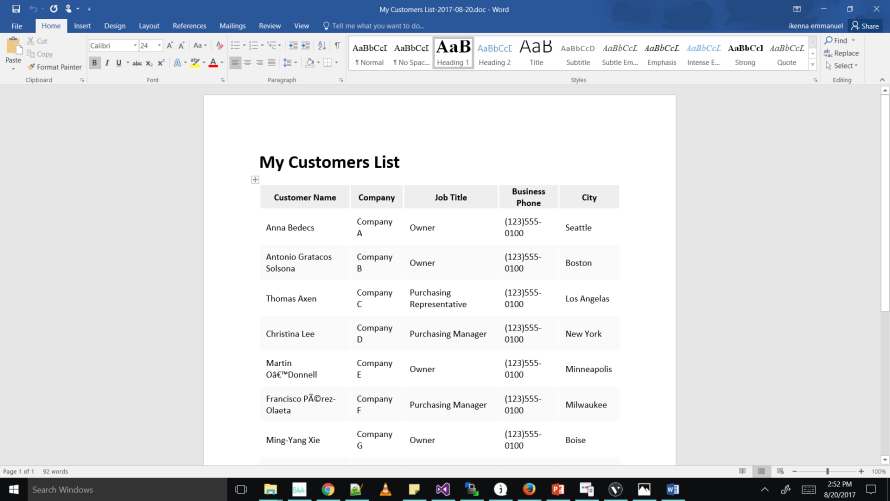 My Customers List-2017-08-20.doc - Word
File Home Insert Design Layout References Mailings Review View Tell me what you want to do... ikenna emmanuel Share
Paste
Cut
Copy
Format Painter
Calibri 24
AaBbCcI AaBbCcI AaB AaBbCcI AaB AaBbCcD AaBbCcL AaBbCcL AaBbCcL AaBbCcI AaBbCcL
¶ Normal ¶ No Spac... Heading 1 Heading 2 Title Subtitle Subtle Em... Emphasis Intense E... Strong Quote
Find
Replace
Select
Clipboard Font Paragraph Styles Editing
My Customers List
Customer Name Company Job Title Business Phone City
Anna Bedecs Company A Owner (123)555-0100 Seattle
Antonio Gratacos Solsona Company B Owner (123)555-0100 Boston
Thomas Axen Company C Purchasing Representative (123)555-0100 Los Angelas
Christina Lee Company D Purchasing Manager (123)555-0100 New York
Martin Oâ€™Donnell Company E Owner (123)555-0100 Minneapolis
Francisco PÃ©rez-Olaeta Company F Purchasing Manager (123)555-0100 Milwaukee
Ming-Yang Xie Company G Owner (123)555-0100 Boise
Page 1 of 1 92 words 100%
Search Windows
2:52 PM
8/20/2017